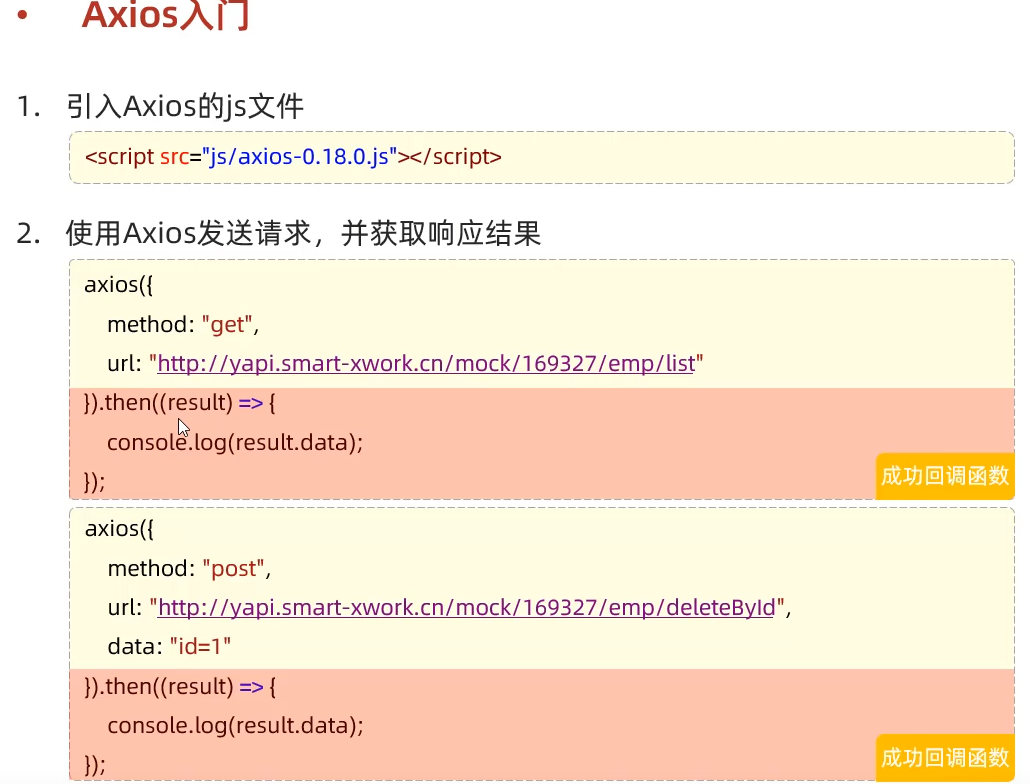 • Axios入门
1. 引入Axios的js文件
<script src="js/axios-0.18.0.js"></script>
2. 使用Axios发送请求，并获取响应结果
axios({
method: "get",
url: "http://yapi.smart-xwork.cn/mock/169327/emp/list"
}).then((result) => {
console.log(result.data);
});
成功回调函数
axios({
method: "post",
url: "http://yapi.smart-xwork.cn/mock/169327/emp/deleteById",
data: "id=1"
}).then((result) => {
console.log(result.data);
});
成功回调函数